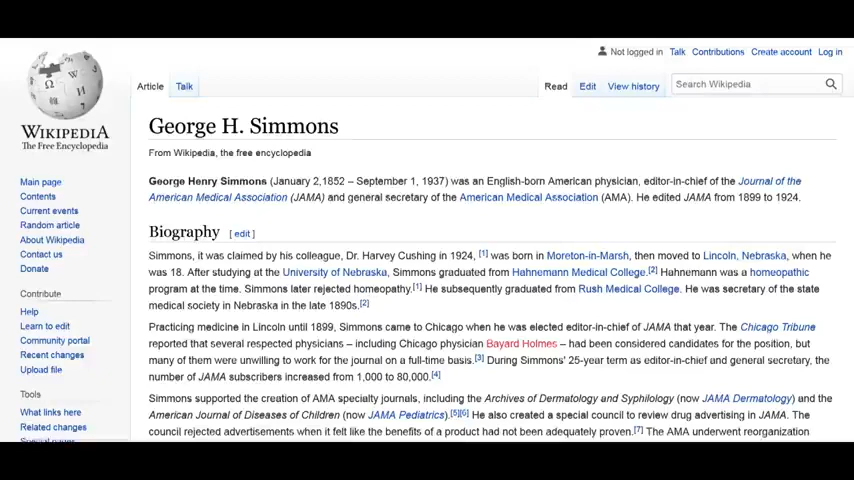 Not logged in Talk Contributions Create account Log in
Article Talk Read Edit View history Search Wikipedia
WIKIPEDIA
The Free Encyclopedia
George H. Simmons
From Wikipedia, the free encyclopedia
Main page
Contents
Current events
Random article
About Wikipedia
Contact us
Donate
Contribute
Help
Learn to edit
Community portal
Recent changes
Upload file
Tools
What links here
Related changes
Special pages
George Henry Simmons (January 2,1852 – September 1, 1937) was an English-born American physician, editor-in-chief of the Journal of the
American Medical Association (JAMA) and general secretary of the American Medical Association (AMA). He edited JAMA from 1899 to 1924.
Biography [ edit ]
Simmons, it was claimed by his colleague, Dr. Harvey Cushing in 1924, [1] was born in Moreton-in-Marsh, then moved to Lincoln, Nebraska, when he
was 18. After studying at the University of Nebraska, Simmons graduated from Hahnemann Medical College.[2] Hahnemann was a homeopathic
program at the time. Simmons later rejected homeopathy.[1] He subsequently graduated from Rush Medical College. He was secretary of the state
medical society in Nebraska in the late 1890s.[2]
Practicing medicine in Lincoln until 1899, Simmons came to Chicago when he was elected editor-in-chief of JAMA that year. The Chicago Tribune
reported that several respected physicians – including Chicago physician Bayard Holmes – had been considered candidates for the position, but
many of them were unwilling to work for the journal on a full-time basis.[3] During Simmons' 25-year term as editor-in-chief and general secretary, the
number of JAMA subscribers increased from 1,000 to 80,000.[4]
Simmons supported the creation of AMA specialty journals, including the Archives of Dermatology and Syphilology (now JAMA Dermatology) and the
American Journal of Diseases of Children (now JAMA Pediatrics).[5][6] He also created a special council to review drug advertising in JAMA. The
council rejected advertisements when it felt like the benefits of a product had not been adequately proven.[7] The AMA underwent reorganization